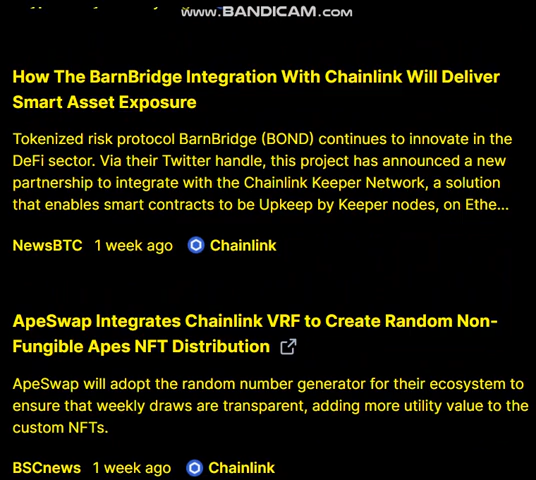 www.BANDICAM.com
How The BarnBridge Integration With Chainlink Will Deliver
Smart Asset Exposure
Tokenized risk protocol BarnBridge (BOND) continues to innovate in the
DeFi sector. Via their Twitter handle, this project has announced a new
partnership to integrate with the Chainlink Keeper Network, a solution
that enables smart contracts to be Upkeep by Keeper nodes, on Ethe...
NewsBTC 1 week ago Chainlink
ApeSwap Integrates Chainlink VRF to Create Random Non-
Fungible Apes NFT Distribution
ApeSwap will adopt the random number generator for their ecosystem to
ensure that weekly draws are transparent, adding more utility value to the
custom NFTs.
BSCnews 1 week ago Chainlink